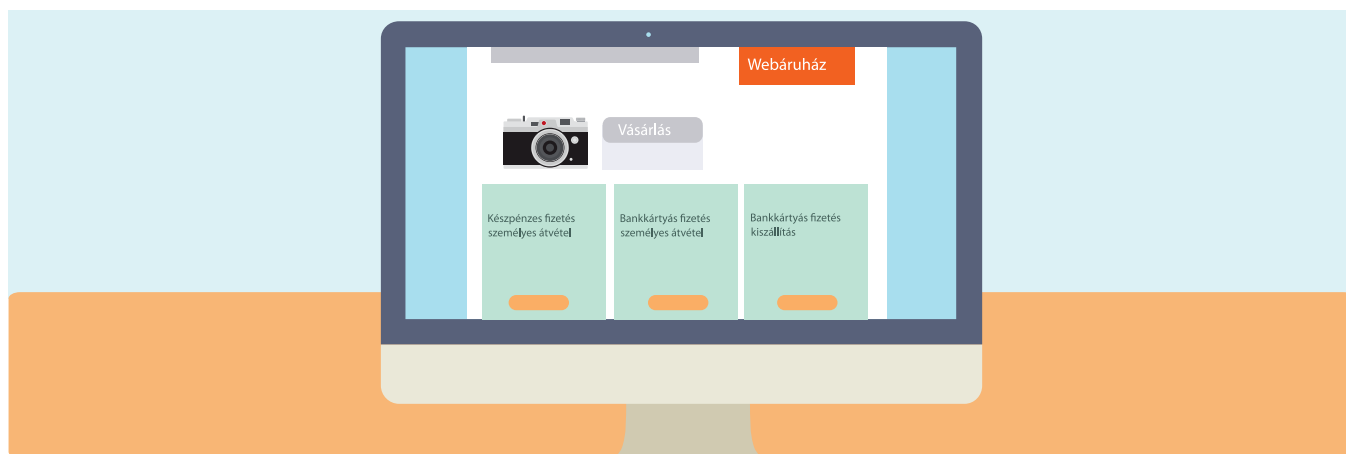 Webáruház
Vásárlás
Készpénzes fizetés
személyes átvétel
Bankkártyás fizetés
személyes átvétel
Bankkártyás fizetés
kiszállítás